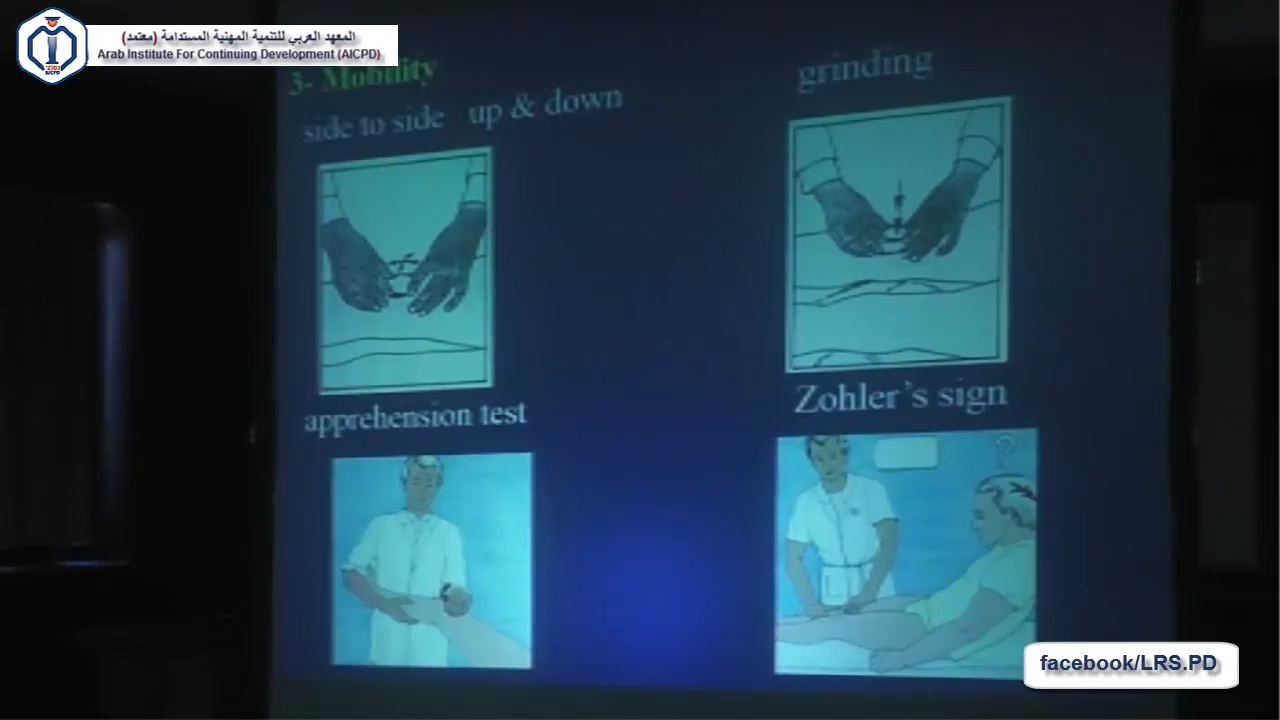 المعهد العربي للتنمية المهنية المستدامة (معتمد)
Arab Institute For Continuing Development (AICPD)
AICPD
3- Mobility
side to side up & down
grinding
apprehension test
Zohler's sign
?
facebook/LRS.PD